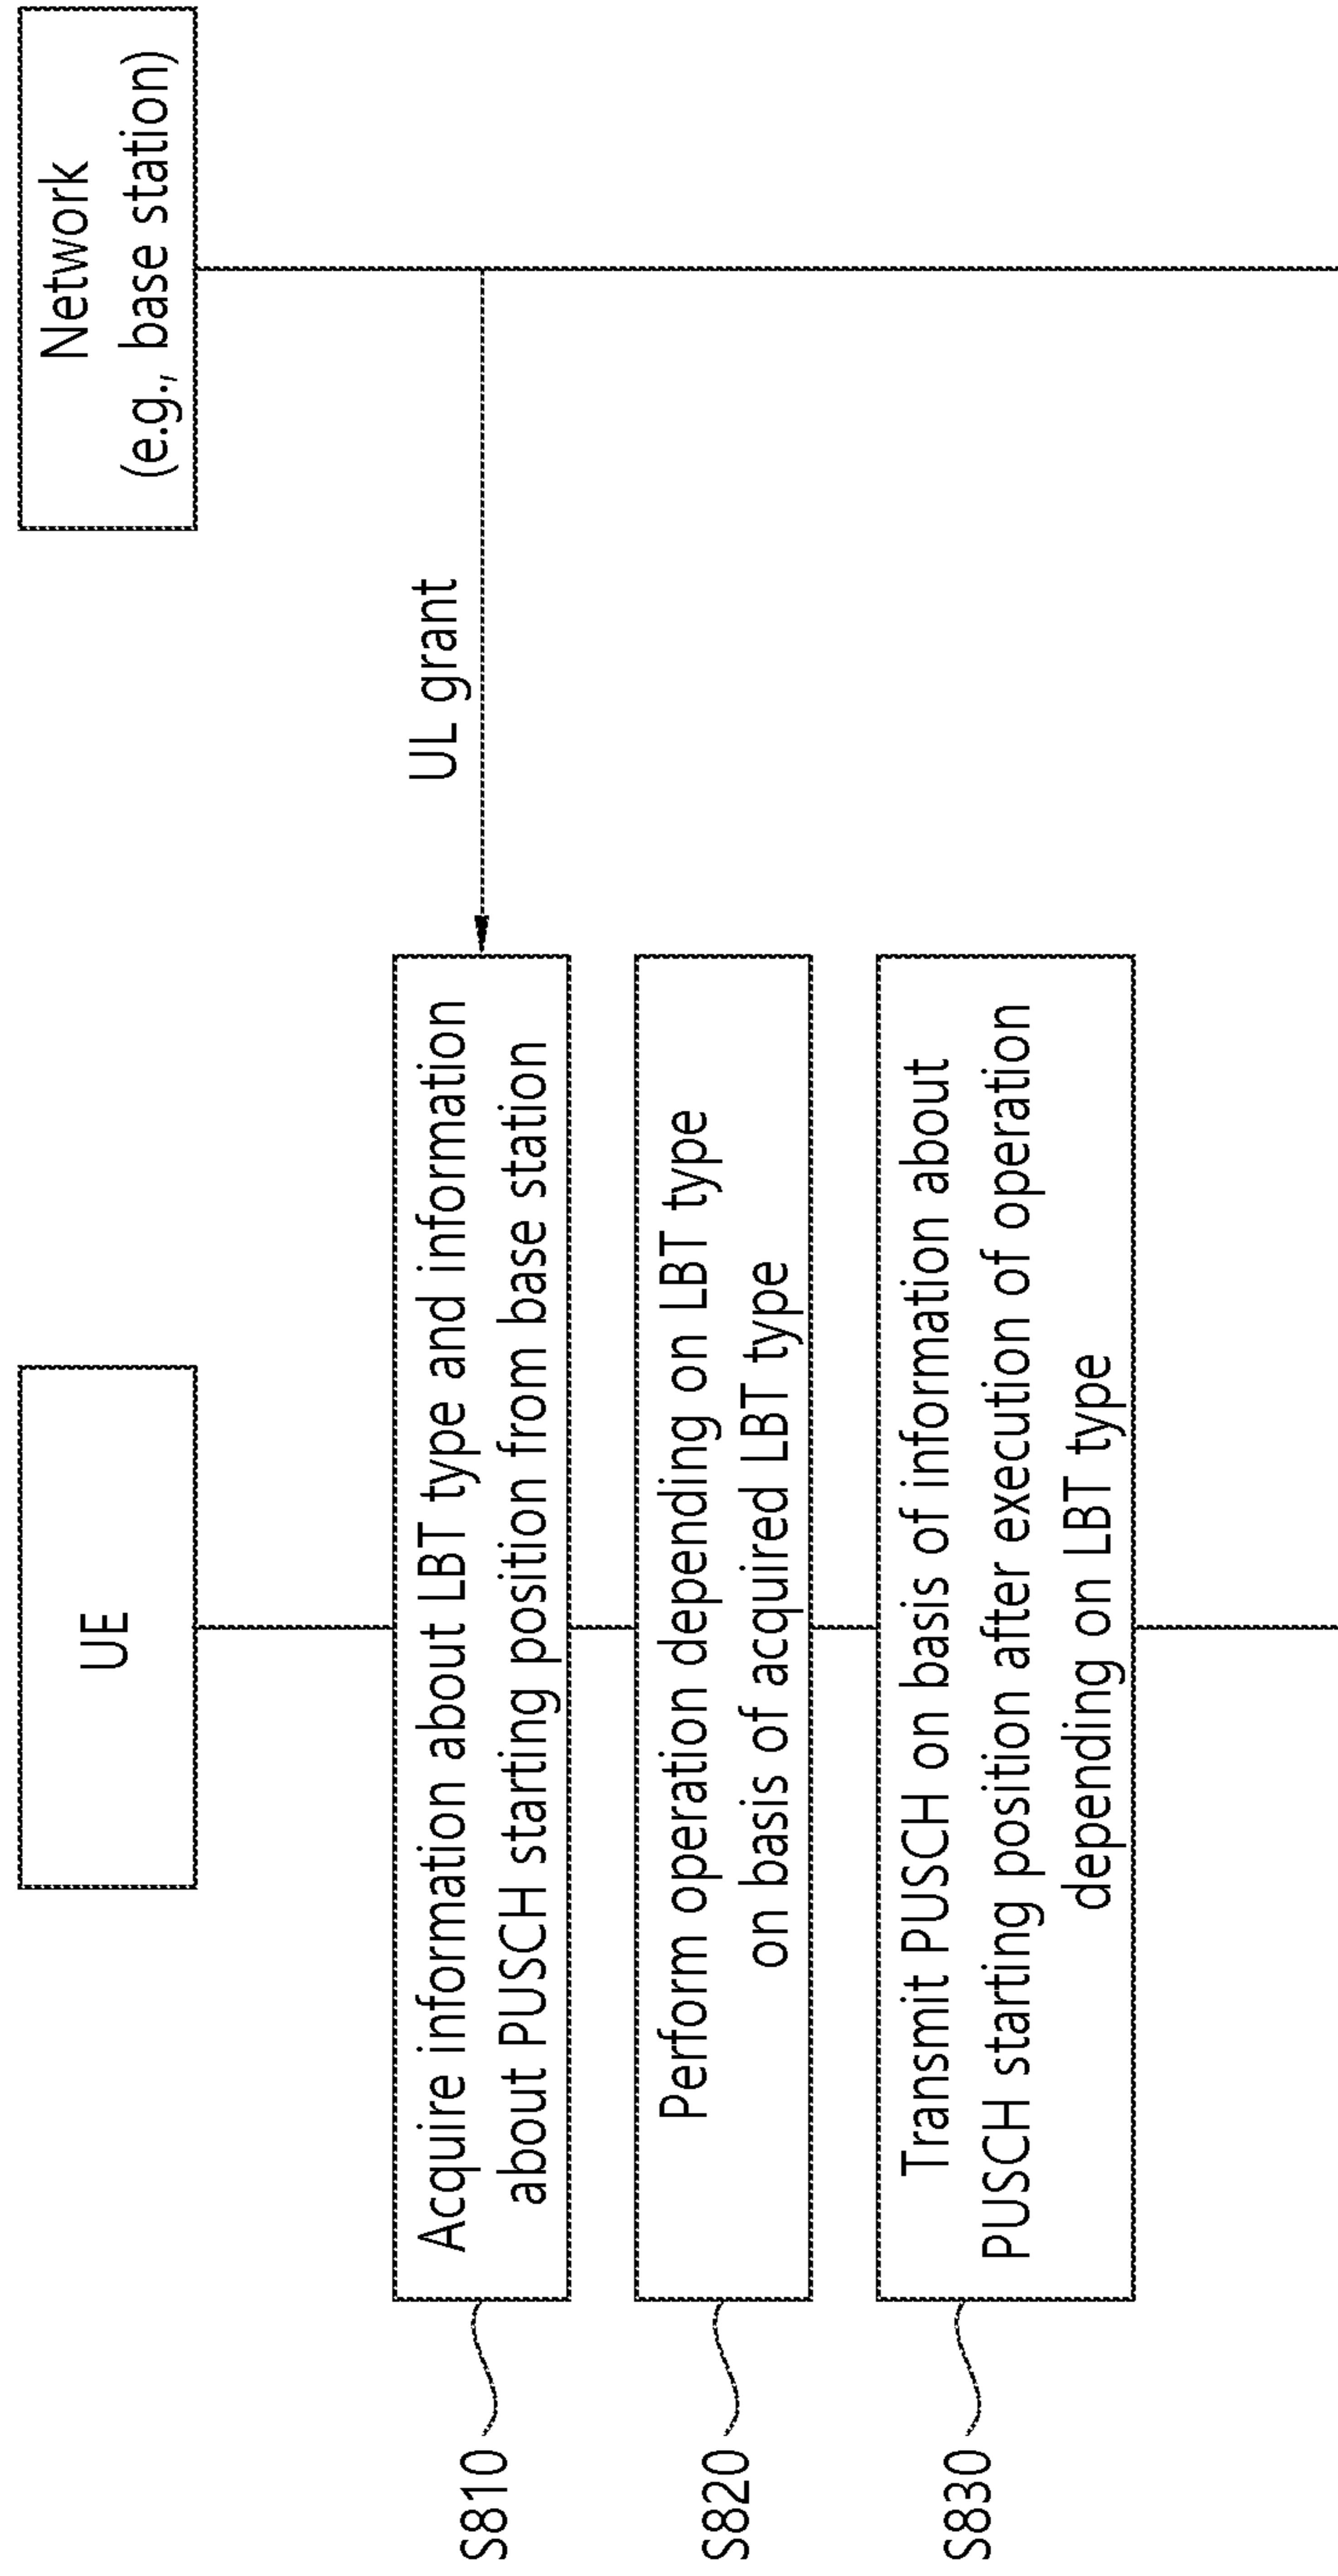 UE
Network
(e.g., base station)
UL grant
S810
Acquire information about LBT type and information
about PUSCH starting position from base station
S820
Perform operation depending on LBT type
on basis of acquired LBT type
S830
Transmit PUSCH on basis of information about
PUSCH starting position after execution of operation
depending on LBT type